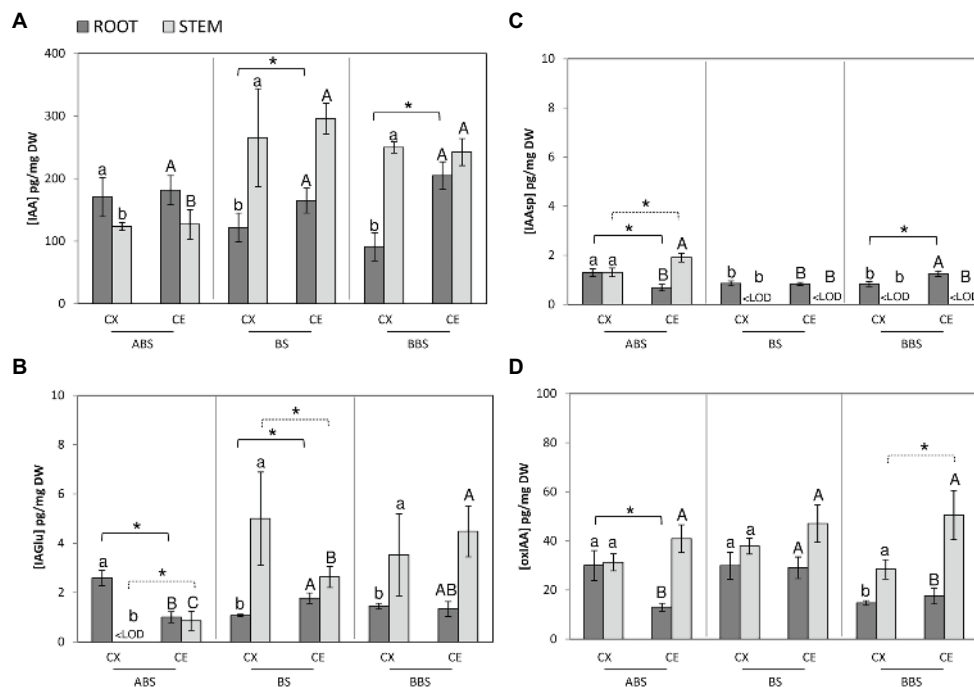 A
ROOT STEM
[IAA] pg/mg DW
400
300
200
100
0
a b A B
* b a A A
* b a A A
CX CE CX CE CX CE
ABS BS BBS
B
[IAGlu] pg/mg DW
10
8
6
4
2
0
* * a b <LOD B C
* * b a A B
b a AB A
CX CE CX CE CX CE
ABS BS BBS
C
[IAAsp] pg/mg DW
10
8
6
4
2
0
* * a a B A
b b <LOD B B <LOD
* b b <LOD A B <LOD
CX CE CX CE CX CE
ABS BS BBS
D
[oxIAA] pg/mg DW
100
80
60
40
20
0
* a a B A
a a A A
* b a B A
CX CE CX CE CX CE
ABS BS BBS